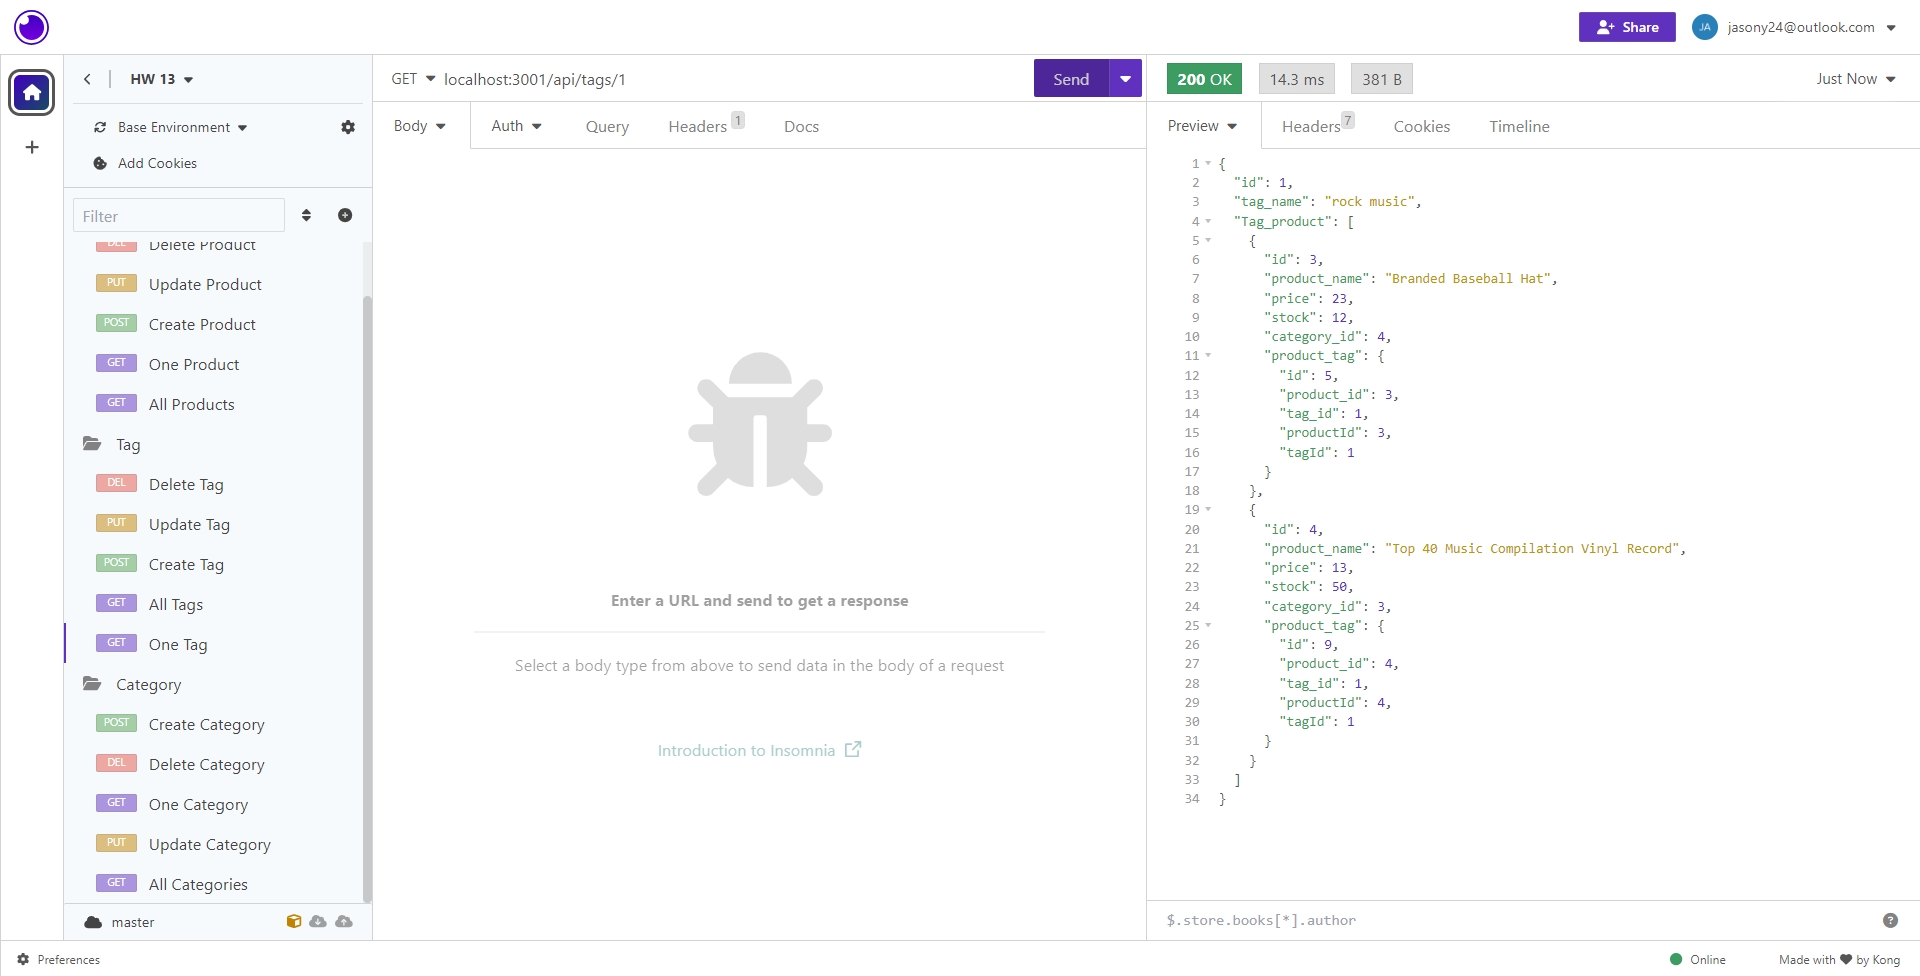 Share
JA
jasony24@outlook.com
HW 13
GET localhost:3001/api/tags/1
Send
200 OK
14.3 ms
381 B
Just Now
Base Environment
Add Cookies
Body
Auth
Query
Headers 1
Docs
Preview
Headers 7
Cookies
Timeline
Filter
DEL Delete Product
PUT Update Product
POST Create Product
GET One Product
GET All Products
Tag
DEL Delete Tag
PUT Update Tag
POST Create Tag
GET All Tags
GET One Tag
Category
POST Create Category
DEL Delete Category
GET One Category
PUT Update Category
GET All Categories
master
Enter a URL and send to get a response
Select a body type from above to send data in the body of a request
Introduction to Insomnia
1 {
2 "id": 1,
3 "tag_name": "rock music",
4 "Tag_product": [
5 {
6 "id": 3,
7 "product_name": "Branded Baseball Hat",
8 "price": 23,
9 "stock": 12,
10 "category_id": 4,
11 "product_tag": {
12 "id": 5,
13 "product_id": 3,
14 "tag_id": 1,
15 "productId": 3,
16 "tagId": 1
17 }
18 },
19 {
20 "id": 4,
21 "product_name": "Top 40 Music Compilation Vinyl Record",
22 "price": 13,
23 "stock": 50,
24 "category_id": 3,
25 "product_tag": {
26 "id": 9,
27 "product_id": 4,
28 "tag_id": 1,
29 "productId": 4,
30 "tagId": 1
31 }
32 }
33 ]
34 }
$.store.books[*].author
Preferences
Online
Made with ♥ by Kong